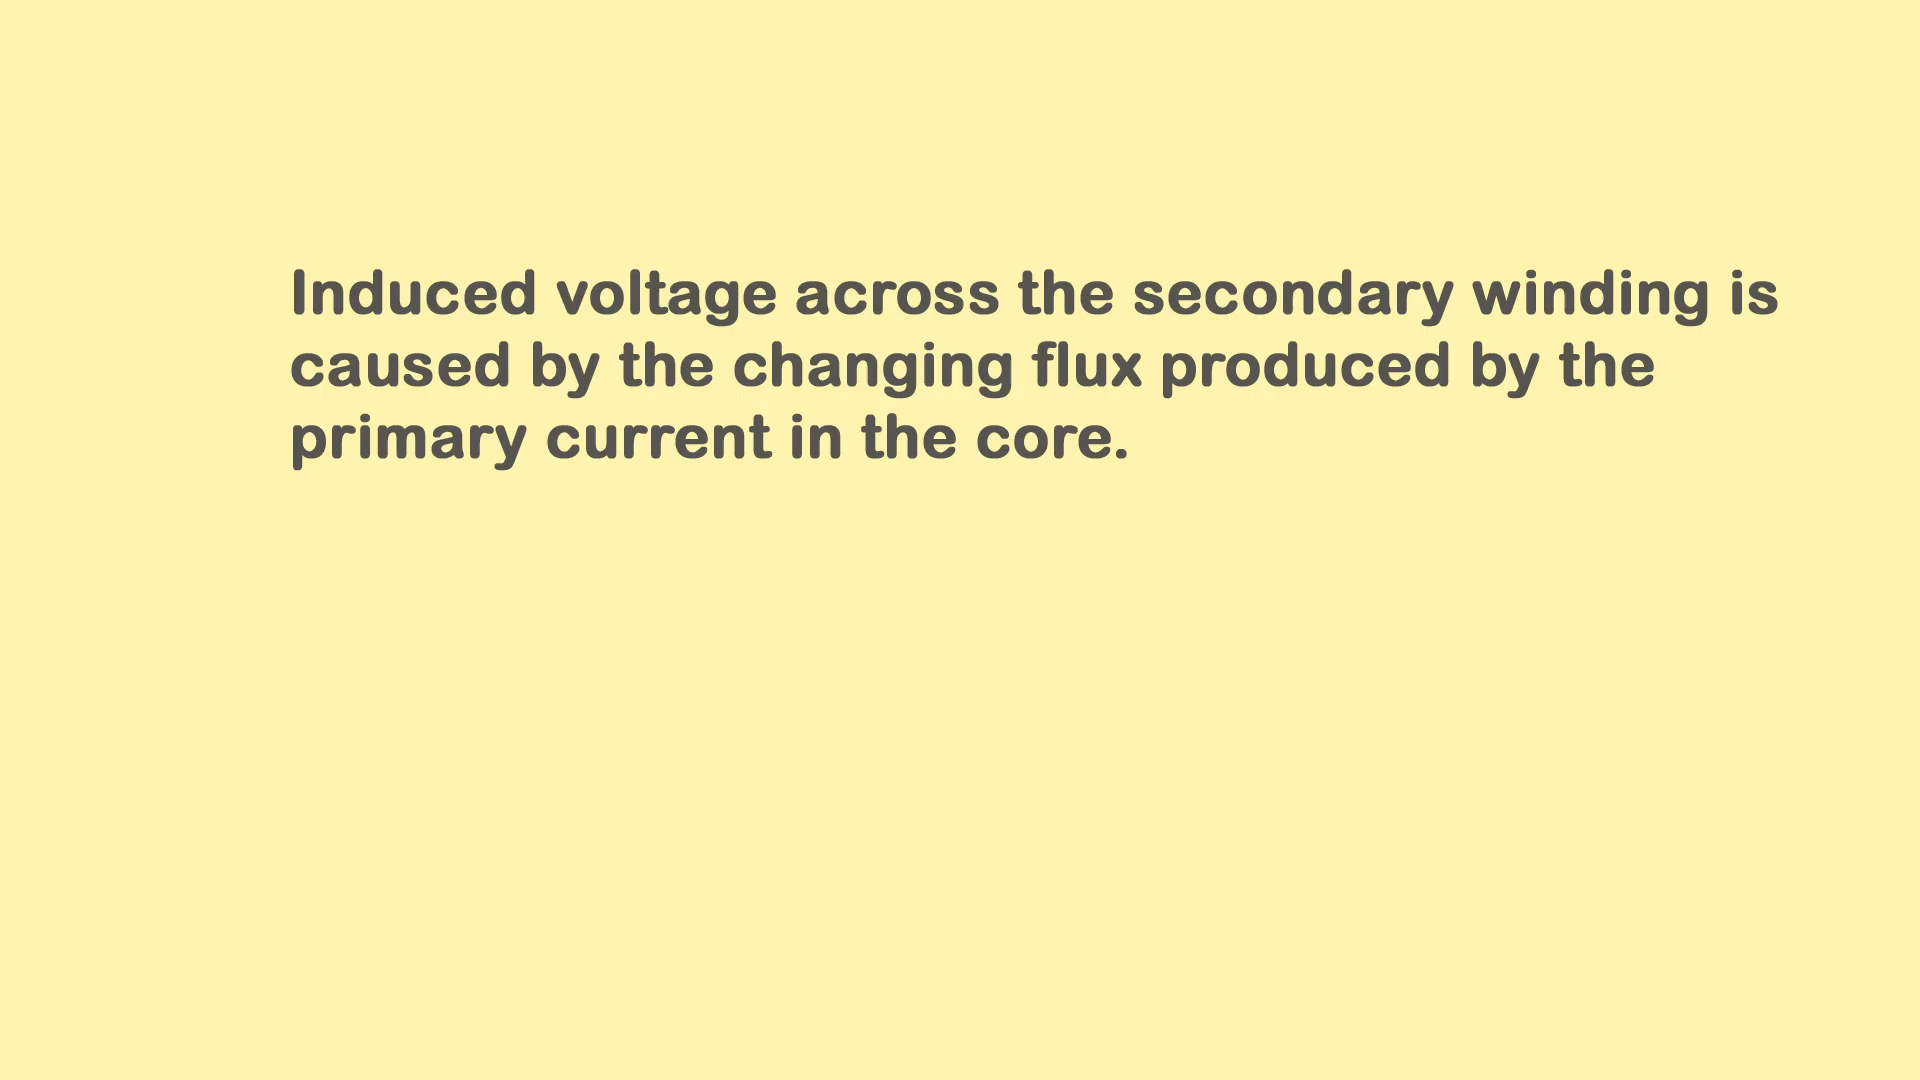 Induced voltage across the secondary winding is
caused by the changing flux produced by the
primary current in the core.